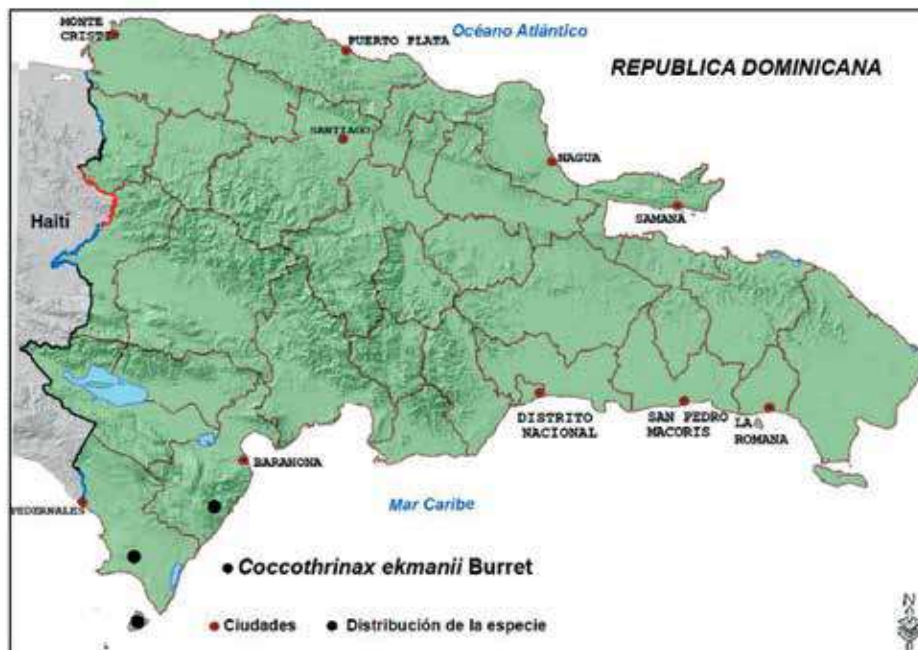 MONTE
CRISTI
Océano Atlántico
PUERTO PLATA
REPUBLICA DOMINICANA
SANTIAGO
NAGUA
Haití
SAMANA
DISTRITO
NACIONAL
SAN PEDRO
MACORIS
LA
ROMANA
BARAHONA
PEDERNALES
Mar Caribe
Coccothrinax ekmanii Burret
Ciudades
Distribución de la especie
N